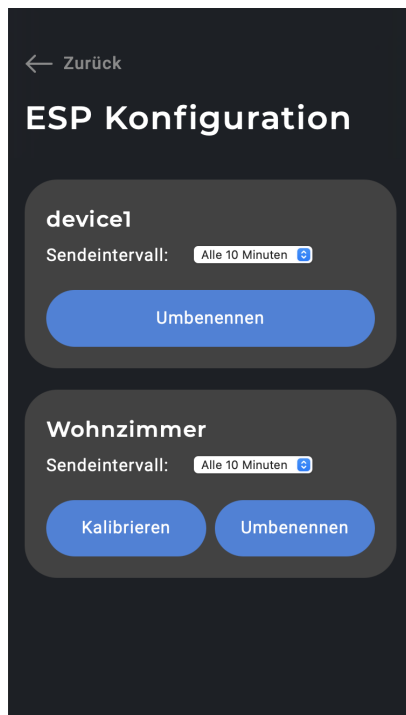 Zurück
ESP Konfiguration
device1
Sendeintervall: Alle 10 Minuten
Umbenennen
Wohnzimmer
Sendeintervall: Alle 10 Minuten
Kalibrieren Umbenennen